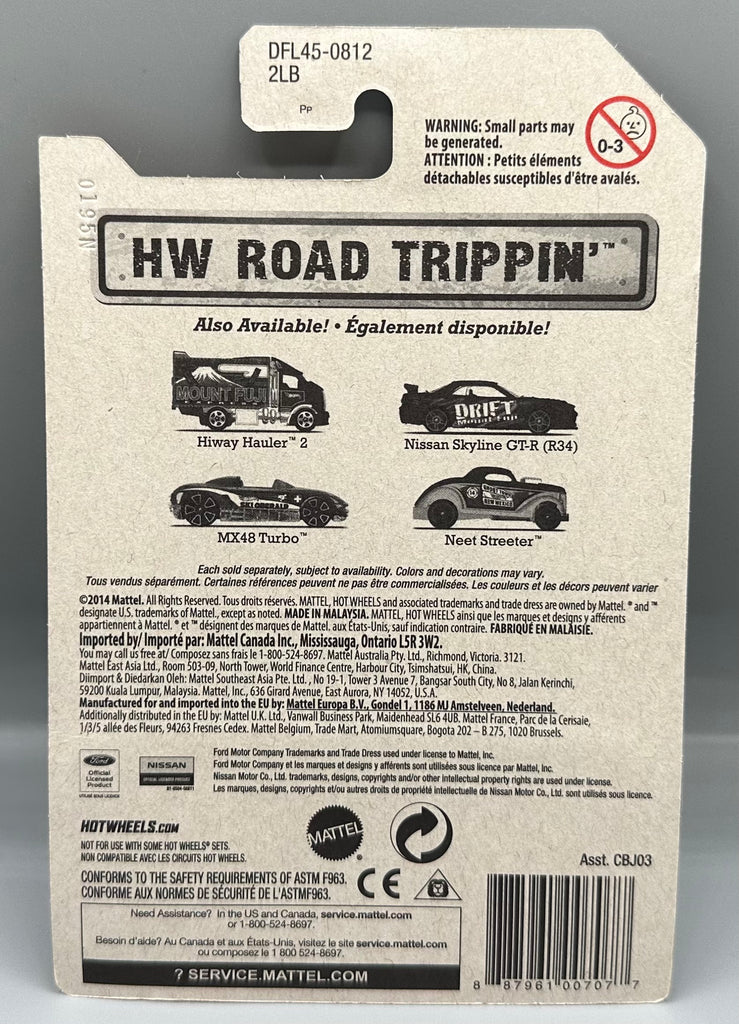 DFL45-0812
2LB
Pp
WARNING: Small parts may
be generated.
ATTENTION : Petits éléments
détachables susceptibles d'être avalés.
0-3
0195N
HW ROAD TRIPPIN'™
Also Available! • Également disponible!
MOUNT FUJI
Hiway Hauler™ 2
DRIFT
Nissan Skyline GT-R (R34)
MX48 Turbo™
NEW MEXICO
Neet Streeter™
Each sold separately, subject to availability. Colors and decorations may vary.
Tous vendus séparément. Certaines références peuvent ne pas être commercialisées. Les couleurs et les décors peuvent varier
©2014 Mattel. All Rights Reserved. Tous droits réservés. MATTEL, HOT WHEELS and associated trademarks and trade dress are owned by Mattel. ® and ™
designate U.S. trademarks of Mattel., except as noted. MADE IN MALAYSIA. MATTEL, HOT WHEELS ainsi que les marques et designs y afférents
appartiennent à Mattel. ® et ™ désignent des marques de Mattel. aux États-Unis, sauf indication contraire. FABRIQUÉ EN MALAISIE.
Imported by/ Importé par: Mattel Canada Inc., Mississauga, Ontario L5R 3W2.
You may call us free at/ Composez sans frais le 1-800-524-8697. Mattel Australia Pty. Ltd., Richmond, Victoria. 3121.
Mattel East Asia Ltd., Room 503-09, North Tower, World Finance Centre, Harbour City, Tsimshatsui, HK, China.
Diimport & Diedarkan Oleh: Mattel Southeast Asia Pte. Ltd. , No 19-1, Tower 3 Avenue 7, Bangsar South City, No 8, Jalan Kerinchi,
59200 Kuala Lumpur, Malaysia. Mattel, Inc., 636 Girard Avenue, East Aurora, NY 14052, U.S.A.
Manufactured for and imported into the EU by: Mattel Europa B.V., Gondel 1, 1186 MJ Amstelveen, Nederland.
Additionally distributed in the EU by: Mattel U.K. Ltd., Vanwall Business Park, Maidenhead SL6 4UB. Mattel France, Parc de la Cerisaie,
1/3/5 allée des Fleurs, 94263 Fresnes Cedex. Mattel Belgium, Trade Mart, Atomiumsquare, Bogota 202 – B 275, 1020 Brussels.
Ford
Official
Licensed
Product
NISSAN
OFFICIAL LICENSED PRODUCT
Ford Motor Company Trademarks and Trade Dress used under license to Mattel, Inc.
Ford Motor Company et les marques et designs y afférents sont utilisées sous licence par Mattel, Inc.
Nissan Motor Co., Ltd. trademarks, designs, copyrights and/or other intellectual property rights are used under license.
Les marques, designs, copyrights et/ou autres droits de propriété intellectuelle de Nissan Motor Co., Ltd. sont utilisés sous licence.
HOTWHEELS.COM
NOT FOR USE WITH SOME HOT WHEELS® SETS.
NON COMPATIBLE AVEC LES CIRCUITS HOT WHEELS.
MATTEL®
Asst. CBJ03
CONFORMS TO THE SAFETY REQUIREMENTS OF ASTM F963.
CONFORME AUX NORMES DE SÉCURITÉ DE L'ASTMF963.
CE
Need Assistance? In the US and Canada, service.mattel.com
or 1-800-524-8697.
Besoin d'aide? Au Canada et aux États-Unis, visitez le site service.mattel.com
ou composez le 1 800 524-8697.
? SERVICE.MATTEL.COM
8 87961 00707 7